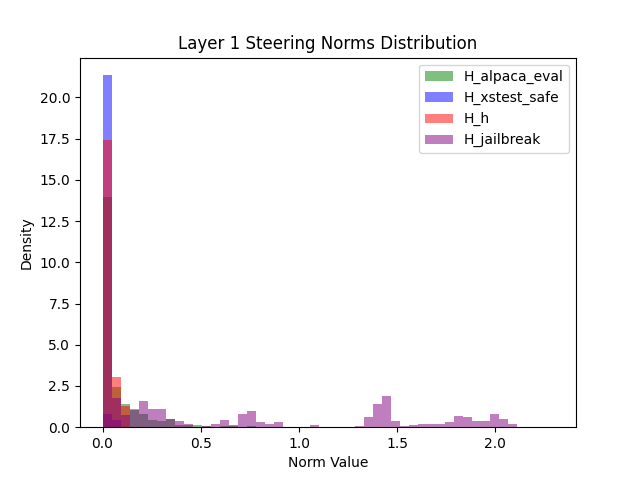 Layer 1 Steering Norms Distribution
H_alpaca_eval
H_xstest_safe
H_h
H_jailbreak
20.0
17.5
15.0
12.5
10.0
7.5
5.0
2.5
0.0
Density
0.0 0.5 1.0 1.5 2.0
Norm Value